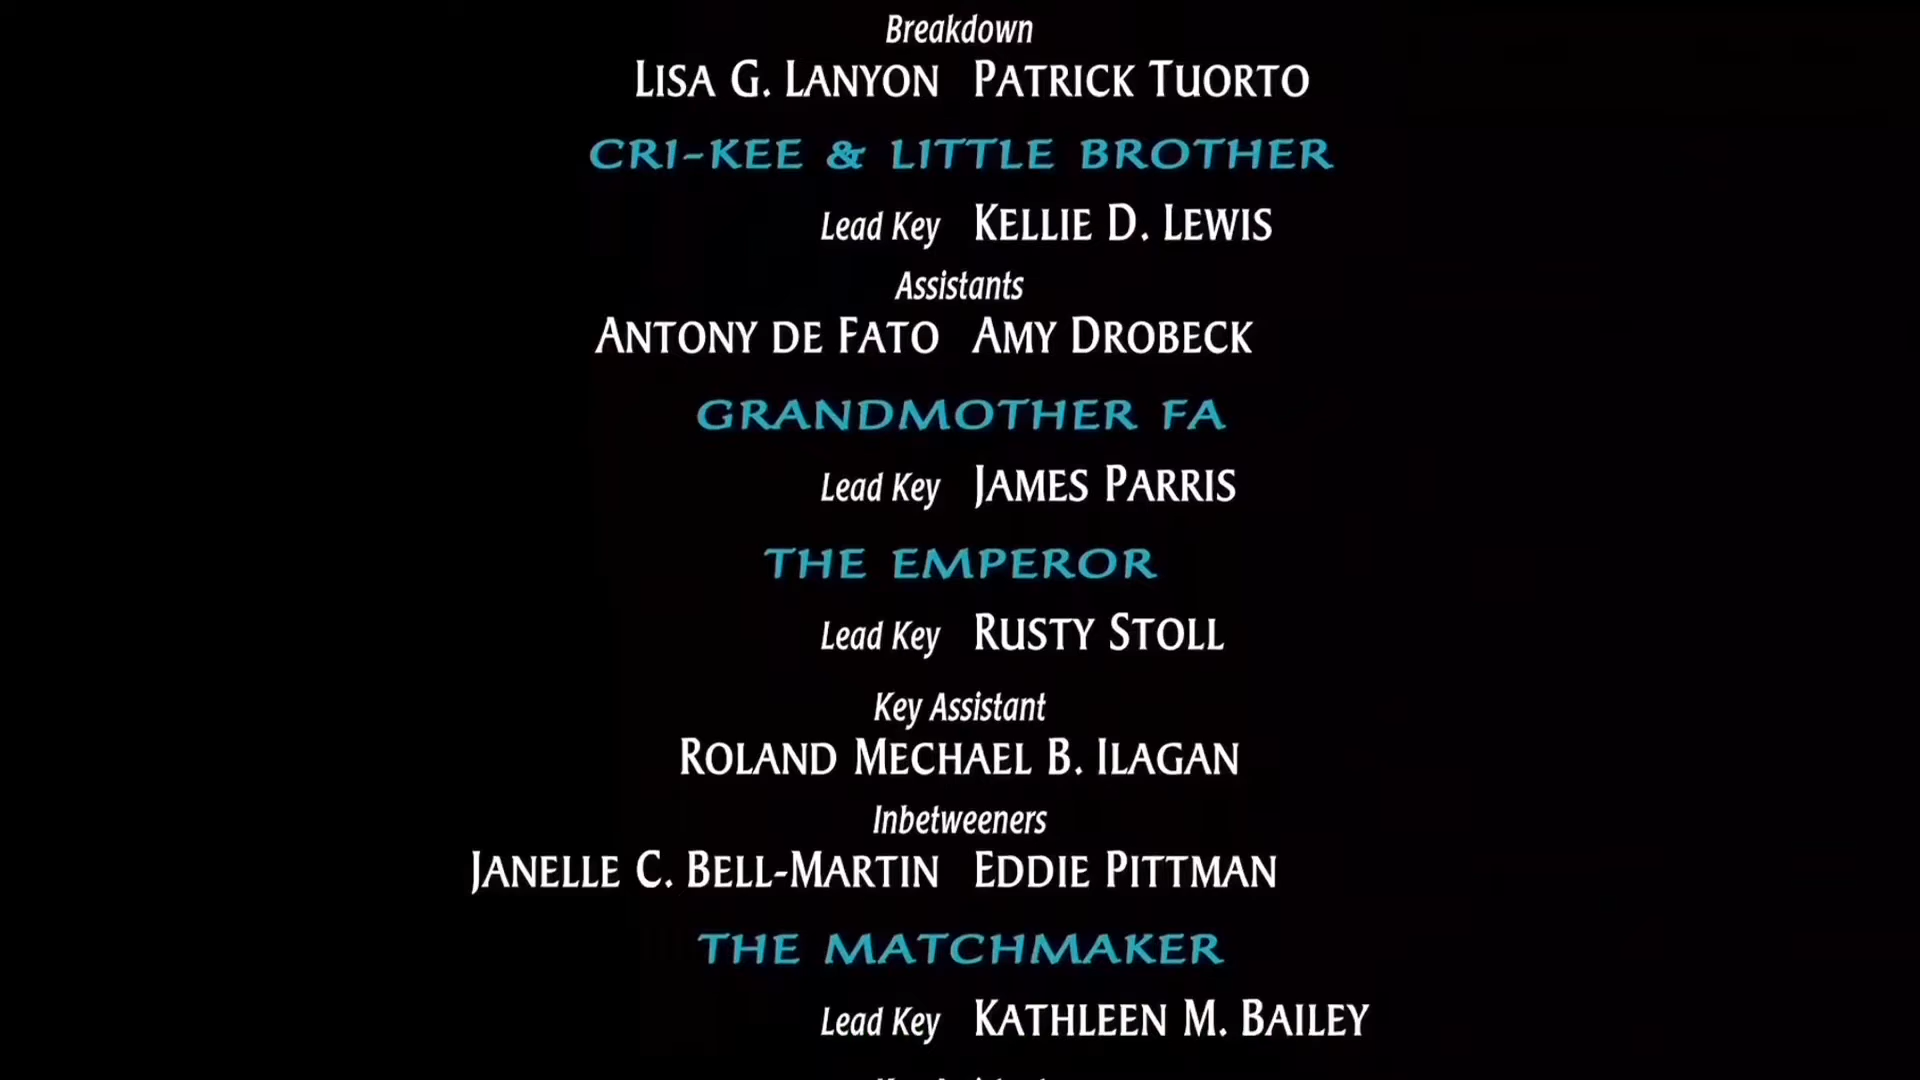 Breakdown
LISA G. LANYON PATRICK TUORTO
CRI-KEE & LITTLE BROTHER
Lead Key KELLIE D. LEWIS
Assistants
ANTONY DE FATO AMY DROBECK
GRANDMOTHER FA
Lead Key JAMES PARRIS
THE EMPEROR
Lead Key RUSTY STOLL
Key Assistant
ROLAND MECHAEL B. ILAGAN
Inbetweeners
JANELLE C. BELL-MARTIN EDDIE PITTMAN
THE MATCHMAKER
Lead Key KATHLEEN M. BAILEY